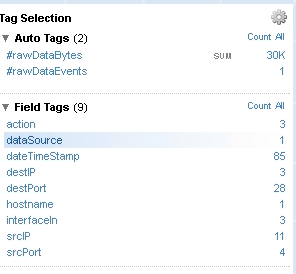 Tag Selection
▼ Auto Tags (2) Count All
#rawDataBytes SUM 30K
#rawDataEvents 1
▼ Field Tags (9) Count All
action 3
dataSource 1
dateTimeStamp 85
destIP 3
destPort 28
hostname 1
interfaceIn 3
srcIP 11
srcPort 4